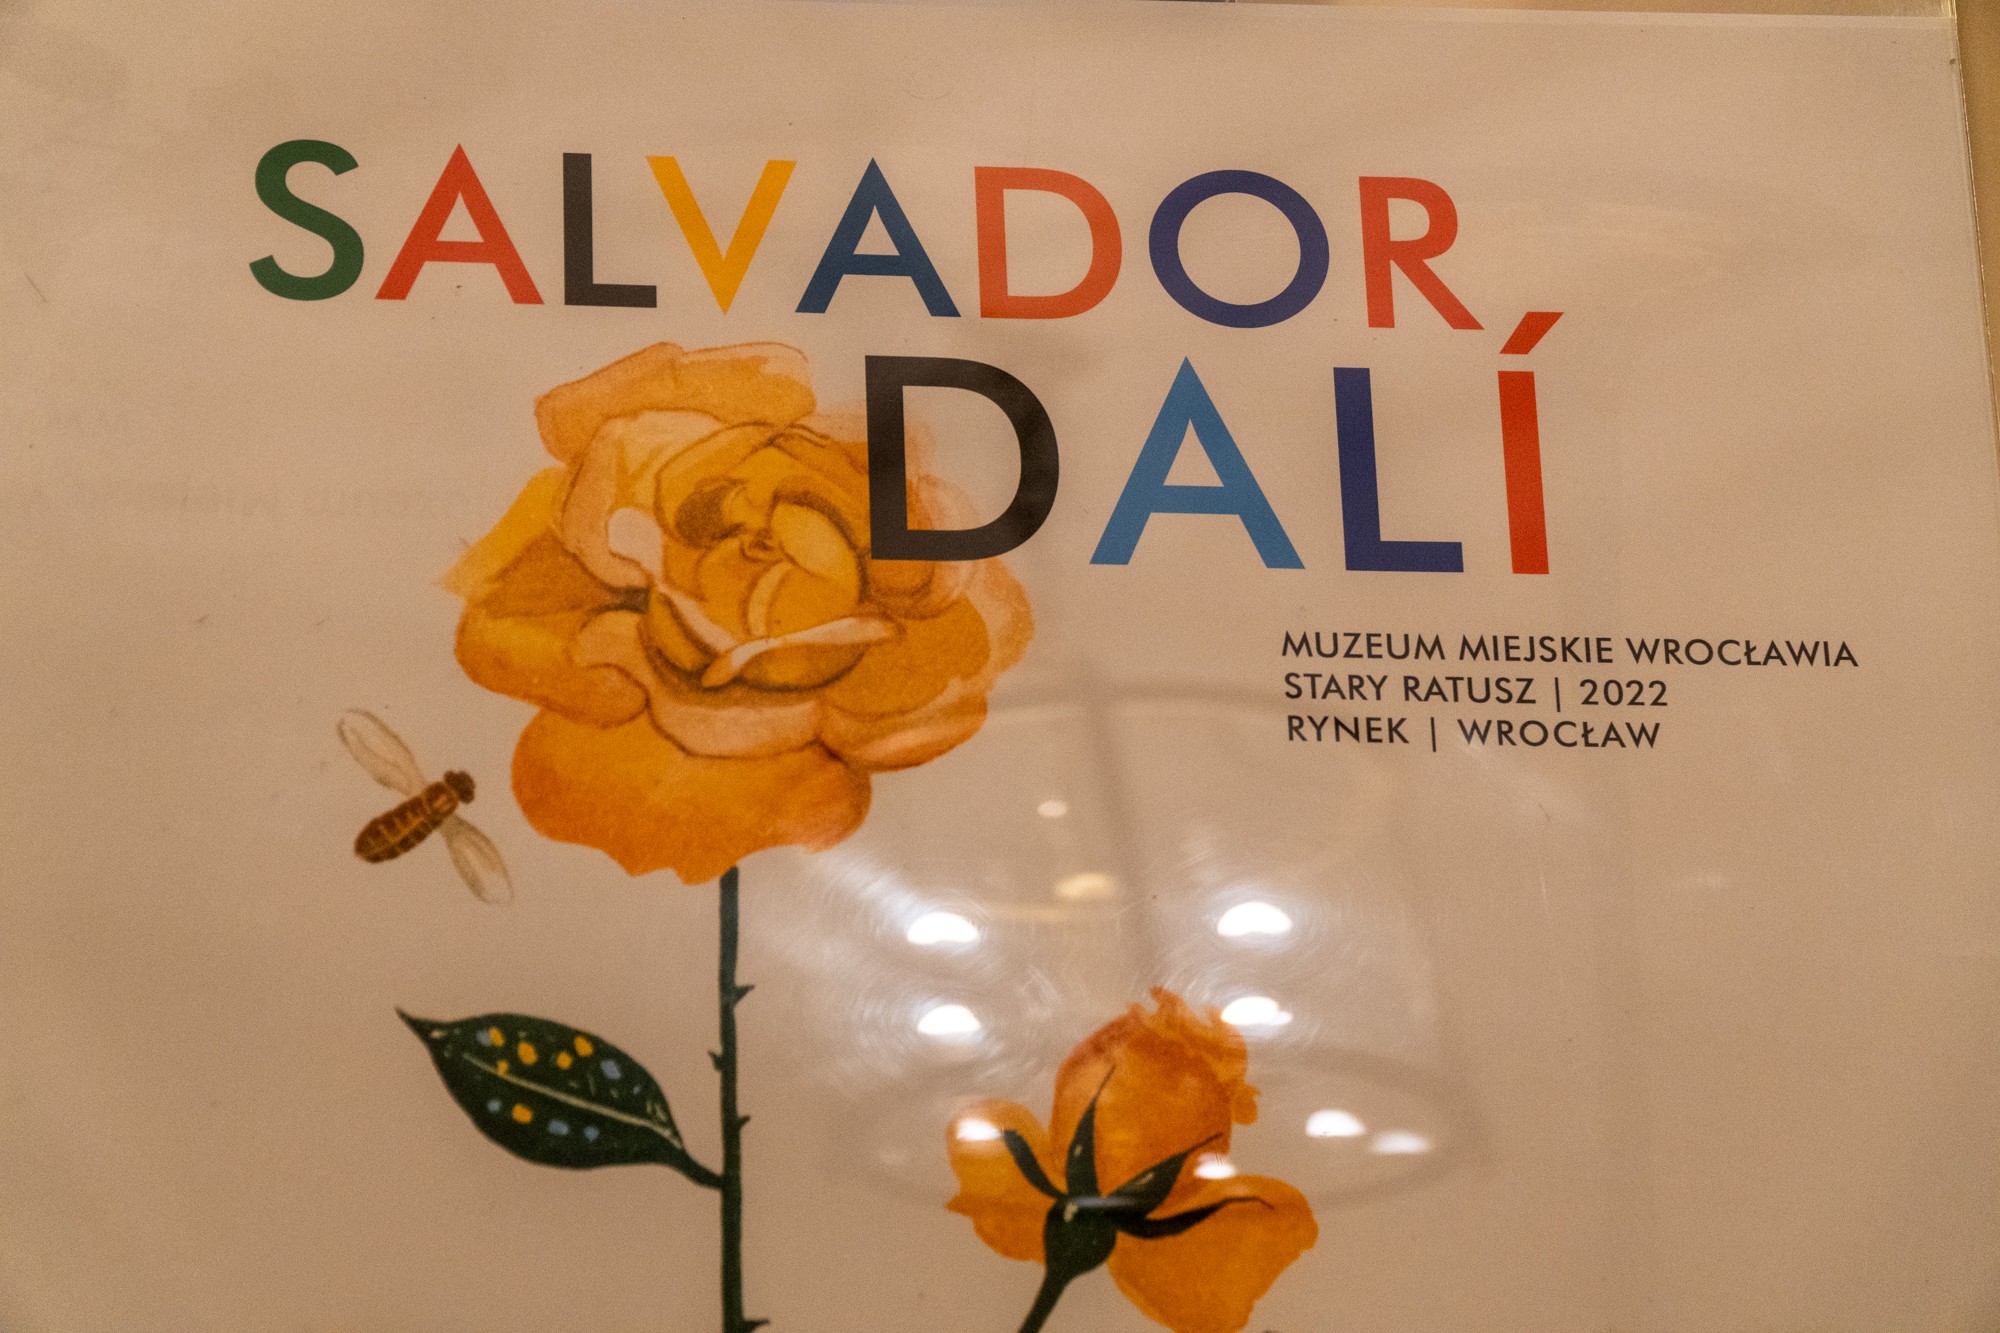 SALVADOR
DALÍ
MUZEUM MIEJSKIE WROCŁAWIA
STARY RATUSZ | 2022
RYNEK | WROCŁAW